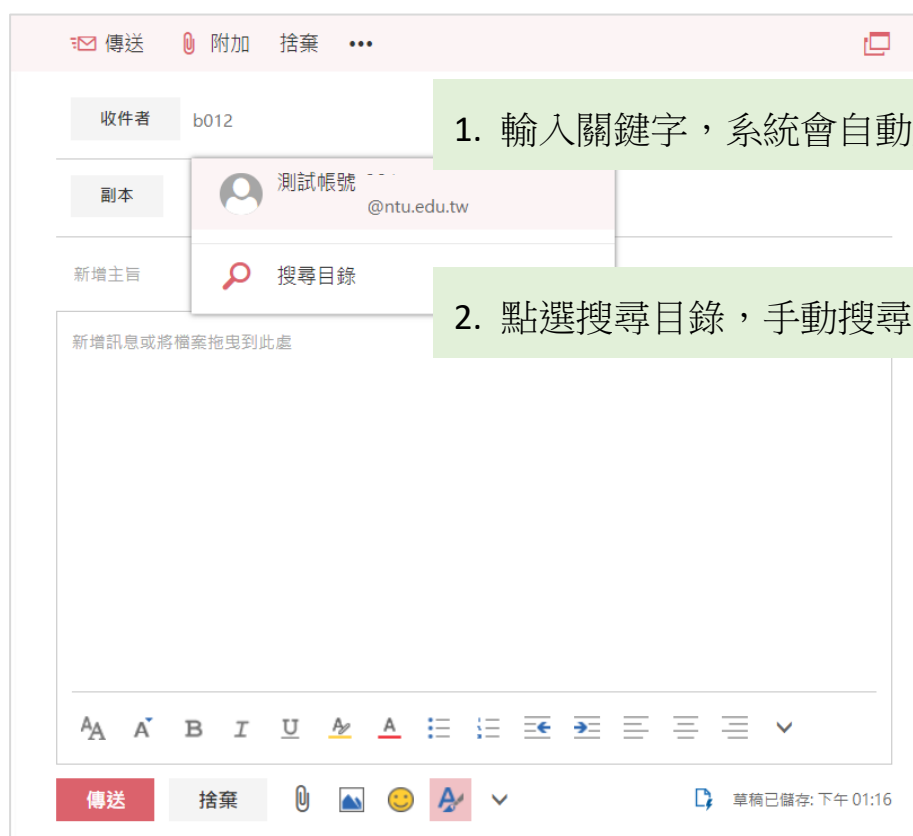 傳送 附加 捨棄 •••
收件者 b012
1. 輸入關鍵字，系統會自動
副本
測試帳號
@ntu.edu.tw
新增主旨
搜尋目錄
2. 點選搜尋目錄，手動搜尋
新增訊息或將檔案拖曳到此處
傳送 捨棄
草稿已儲存: 下午 01:16